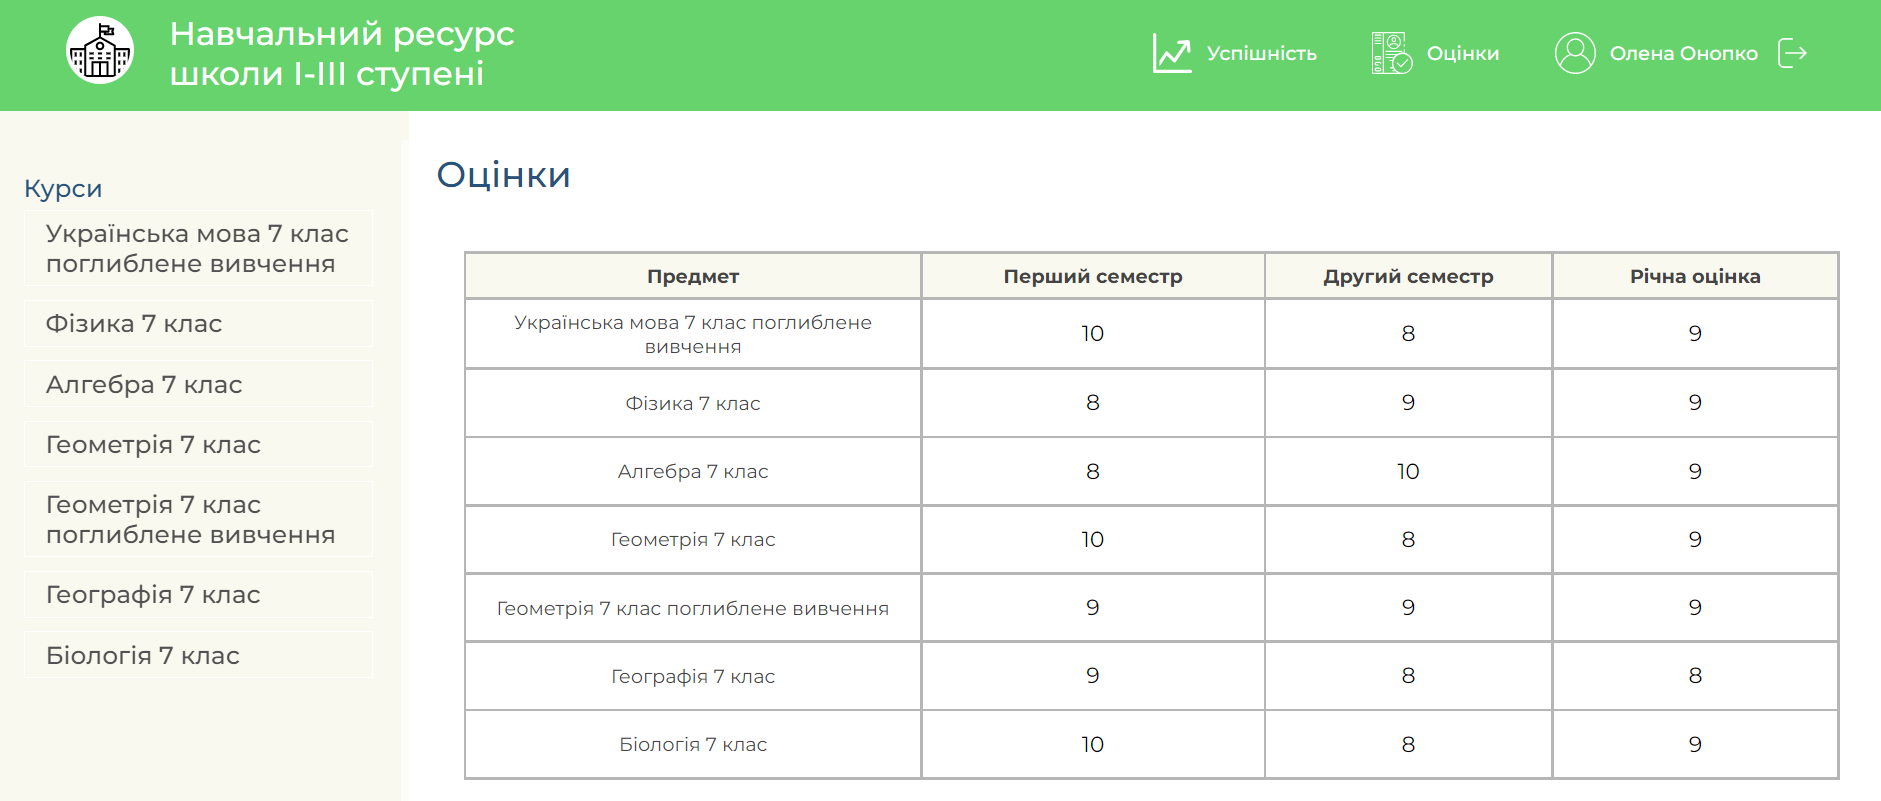 Навчальний ресурс
школи І-ІІІ ступені
Успішність
Оцінки
Олена Онопко
Курси
Українська мова 7 клас
поглиблене вивчення
Фізика 7 клас
Алгебра 7 клас
Геометрія 7 клас
Геометрія 7 клас
поглиблене вивчення
Географія 7 клас
Біологія 7 клас
Оцінки
Предмет Перший семестр Другий семестр Річна оцінка
Українська мова 7 клас поглиблене
вивчення 10 8 9
Фізика 7 клас 8 9 9
Алгебра 7 клас 8 10 9
Геометрія 7 клас 10 8 9
Геометрія 7 клас поглиблене вивчення 9 9 9
Географія 7 клас 9 8 8
Біологія 7 клас 10 8 9